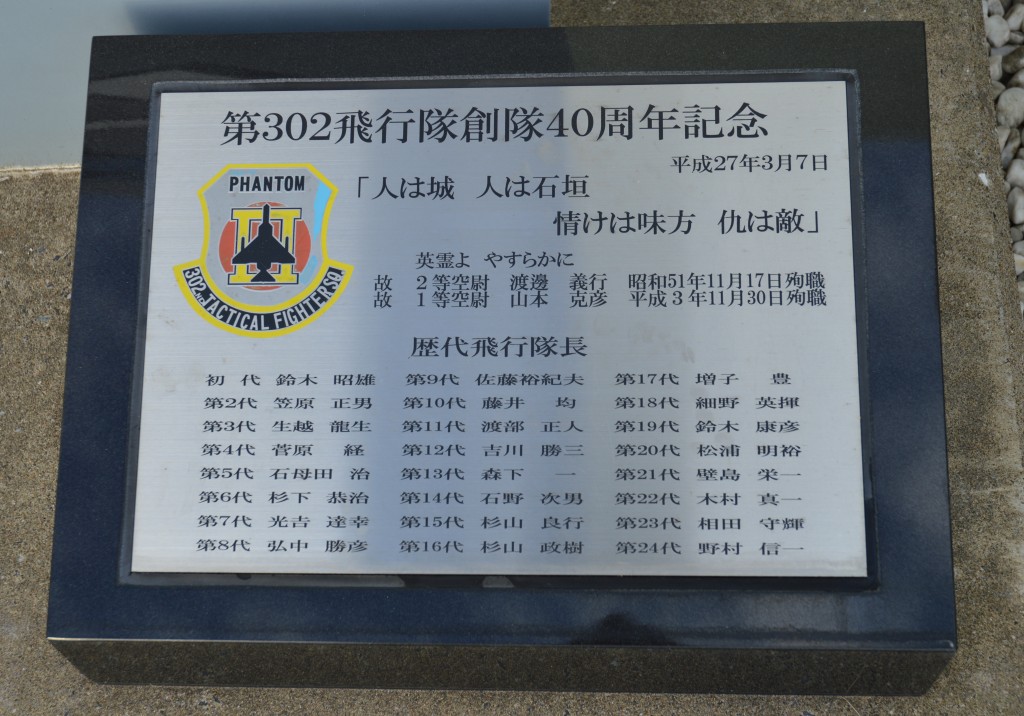 第302飛行隊創隊40周年記念
平成27年3月7日
PHANTOM
302ND TACTICAL FIGHTER SQ.
「人は城 人は石垣
情けは味方 仇は敵」
英霊よ やすらかに
故 2等空尉 渡邊 義行 昭和51年11月17日殉職
故 1等空尉 山本 克彦 平成3年11月30日殉職
歴代飛行隊長
初代 鈴木 昭雄 第9代 佐藤裕紀夫 第17代 増子 豊
第2代 笠原 正男 第10代 藤井 均 第18代 細野 英揮
第3代 生越 龍生 第11代 渡部 正人 第19代 鈴木 康彦
第4代 菅原 経 第12代 吉川 勝三 第20代 松浦 明裕
第5代 石母田 治 第13代 森下 一 第21代 壁島 栄一
第6代 杉下 恭治 第14代 石野 次男 第22代 木村 真一
第7代 光吉 達幸 第15代 杉山 良行 第23代 相田 守輝
第8代 弘中 勝彦 第16代 杉山 政樹 第24代 野村 信一